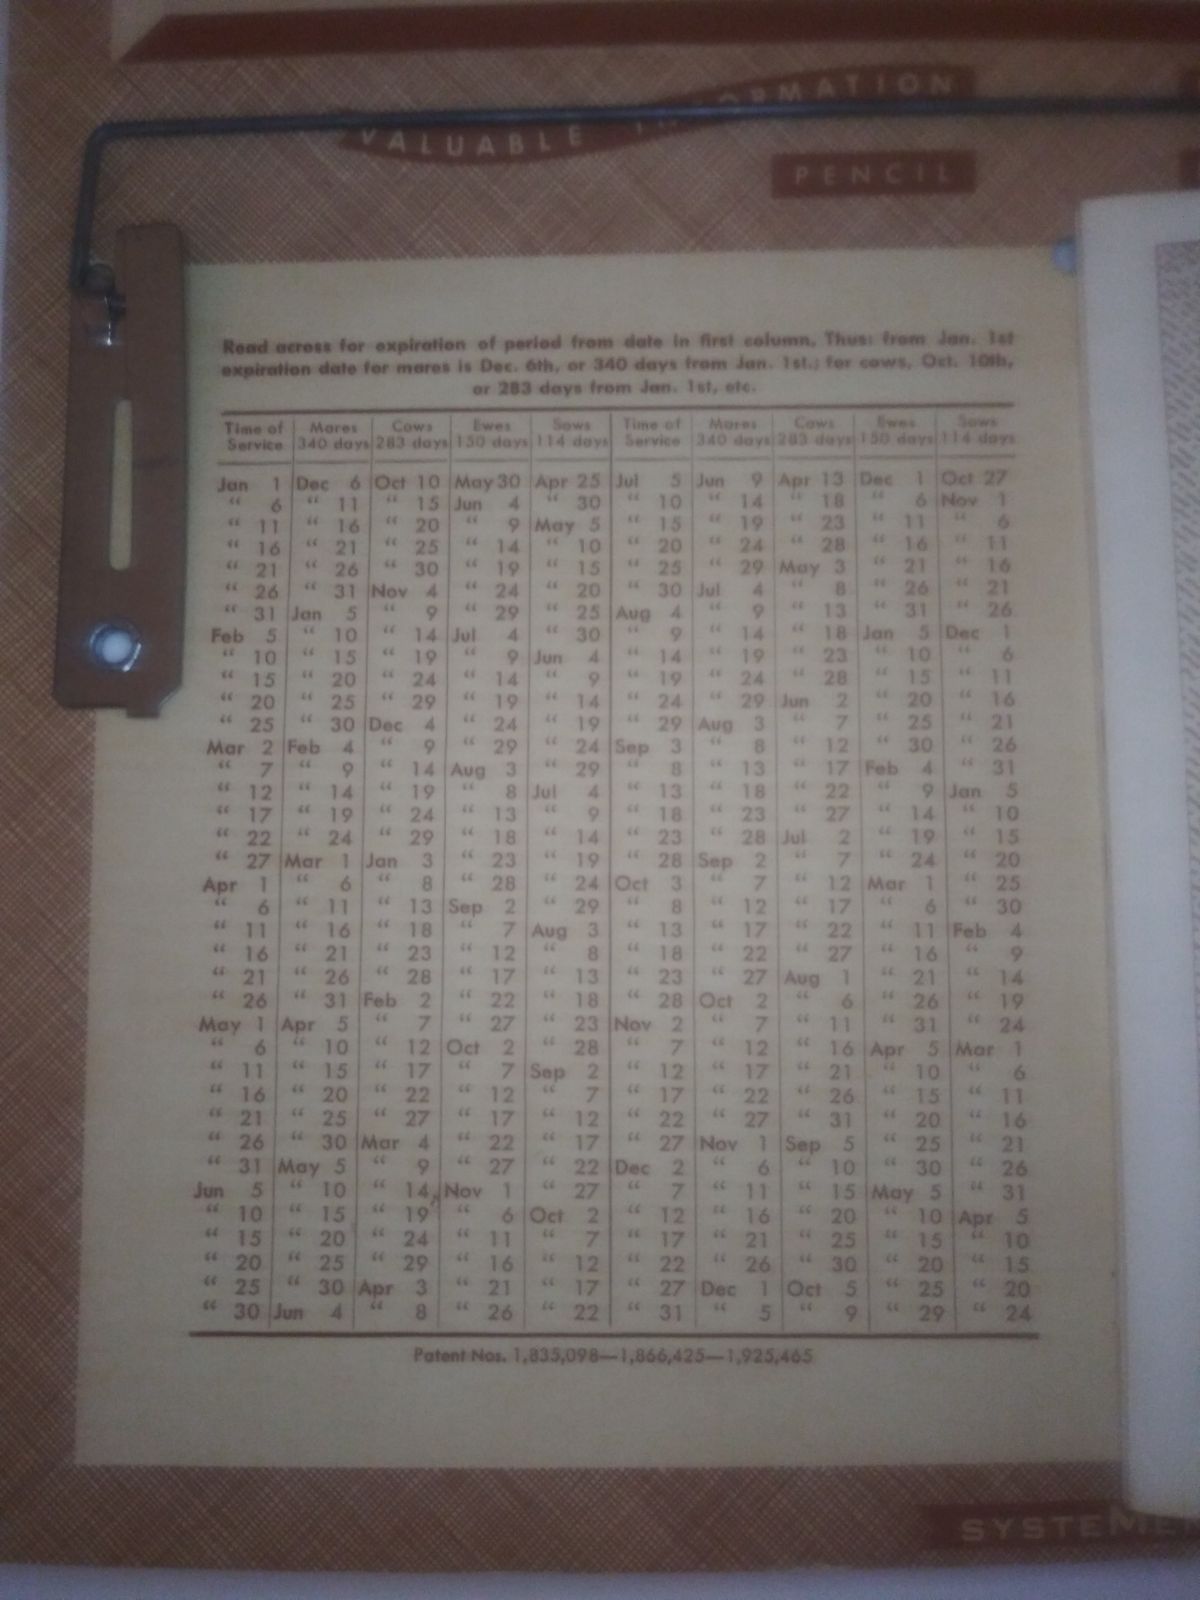 VALUABLE INFORMATION
PENCIL
Read across for expiration of period from date in first column. Thus: from Jan. 1st
expiration date for mares is Dec. 6th, or 340 days from Jan. 1st.; for cows, Oct. 10th,
or 283 days from Jan. 1st, etc.
Time of Mares Cows Ewes Sows Time of Mares Cows Ewes Sows
Service 340 days 283 days 150 days 114 days Service 340 days 283 days 150 days 114 days
Jan 1 Dec 6 Oct 10 May 30 Apr 25 Jul 5 Jun 9 Apr 13 Dec 1 Oct 27
“ 6 “ 11 “ 15 Jun 4 “ 30 “ 10 “ 14 “ 18 “ 6 Nov 1
“ 11 “ 16 “ 20 “ 9 May 5 “ 15 “ 19 “ 23 “ 11 “ 6
“ 16 “ 21 “ 25 “ 14 “ 10 “ 20 “ 24 “ 28 “ 16 “ 11
“ 21 “ 26 “ 30 “ 19 “ 15 “ 25 “ 29 May 3 “ 21 “ 16
“ 26 “ 31 Nov 4 “ 24 “ 20 “ 30 Jul 4 “ 8 “ 26 “ 21
“ 31 Jan 5 “ 9 “ 29 “ 25 Aug 4 “ 9 “ 13 “ 31 “ 26
Feb 5 “ 10 “ 14 Jul 4 “ 30 “ 9 “ 14 “ 18 Jan 5 Dec 1
“ 10 “ 15 “ 19 “ 9 Jun 4 “ 14 “ 19 “ 23 “ 10 “ 6
“ 15 “ 20 “ 24 “ 14 “ 9 “ 19 “ 24 “ 28 “ 15 “ 11
“ 20 “ 25 “ 29 “ 19 “ 14 “ 24 “ 29 Jun 2 “ 20 “ 16
“ 25 “ 30 Dec 4 “ 24 “ 19 “ 29 Aug 3 “ 7 “ 25 “ 21
Mar 2 Feb 4 “ 9 “ 29 “ 24 Sep 3 “ 8 “ 12 “ 30 “ 26
“ 7 “ 9 “ 14 Aug 3 “ 29 “ 8 “ 13 “ 17 Feb 4 “ 31
“ 12 “ 14 “ 19 “ 8 Jul 4 “ 13 “ 18 “ 22 “ 9 Jan 5
“ 17 “ 19 “ 24 “ 13 “ 9 “ 18 “ 23 “ 27 “ 14 “ 10
“ 22 “ 24 “ 29 “ 18 “ 14 “ 23 “ 28 Jul 2 “ 19 “ 15
“ 27 Mar 1 Jan 3 “ 23 “ 19 “ 28 Sep 2 “ 7 “ 24 “ 20
Apr 1 “ 6 “ 8 “ 28 “ 24 Oct 3 “ 7 “ 12 Mar 1 “ 25
“ 6 “ 11 “ 13 Sep 2 “ 29 “ 8 “ 12 “ 17 “ 6 “ 30
“ 11 “ 16 “ 18 “ 7 Aug 3 “ 13 “ 17 “ 22 “ 11 Feb 4
“ 16 “ 21 “ 23 “ 12 “ 8 “ 18 “ 22 “ 27 “ 16 “ 9
“ 21 “ 26 “ 28 “ 17 “ 13 “ 23 “ 27 Aug 1 “ 21 “ 14
“ 26 “ 31 Feb 2 “ 22 “ 18 “ 28 Oct 2 “ 6 “ 26 “ 19
May 1 Apr 5 “ 7 “ 27 “ 23 Nov 2 “ 7 “ 11 “ 31 “ 24
“ 6 “ 10 “ 12 Oct 2 “ 28 “ 7 “ 12 “ 16 Apr 5 Mar 1
“ 11 “ 15 “ 17 “ 7 Sep 2 “ 12 “ 17 “ 21 “ 10 “ 6
“ 16 “ 20 “ 22 “ 12 “ 7 “ 17 “ 22 “ 26 “ 15 “ 11
“ 21 “ 25 “ 27 “ 17 “ 12 “ 22 “ 27 “ 31 “ 20 “ 16
“ 26 “ 30 Mar 4 “ 22 “ 17 “ 27 Nov 1 Sep 5 “ 25 “ 21
“ 31 May 5 “ 9 “ 27 “ 22 Dec 2 “ 6 “ 10 “ 30 “ 26
Jun 5 “ 10 “ 14 Nov 1 “ 27 “ 7 “ 11 “ 15 May 5 “ 31
“ 10 “ 15 “ 19 “ 6 Oct 2 “ 12 “ 16 “ 20 “ 10 Apr 5
“ 15 “ 20 “ 24 “ 11 “ 7 “ 17 “ 21 “ 25 “ 15 “ 10
“ 20 “ 25 “ 29 “ 16 “ 12 “ 22 “ 26 “ 30 “ 20 “ 15
“ 25 “ 30 Apr 3 “ 21 “ 17 “ 27 Dec 1 Oct 5 “ 25 “ 20
“ 30 Jun 4 “ 8 “ 26 “ 22 “ 31 “ 5 “ 9 “ 29 “ 24
Patent Nos. 1,835,098—1,866,425—1,925,465